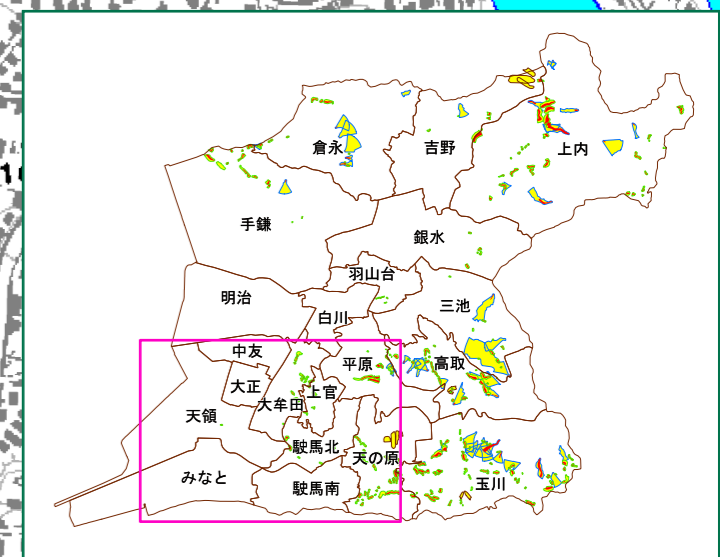 倉永
吉野
上内
手鎌
銀水
羽山台
明治
三池
白川
中友
平原
高取
大正
上官
大牟田
天領
駛馬北
天の原
みなと
駛馬南
玉川